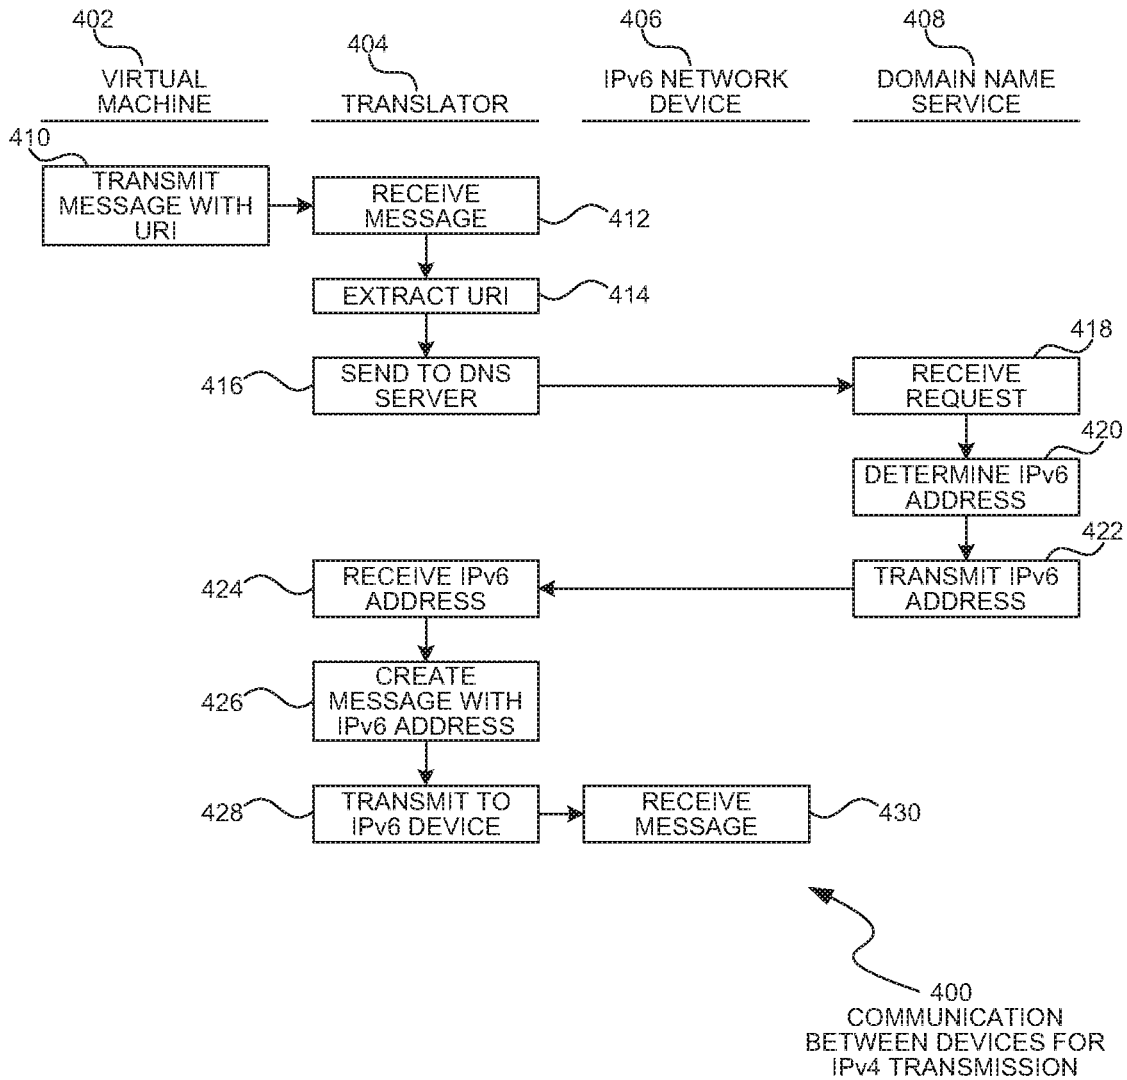 402
VIRTUAL
MACHINE
404
TRANSLATOR
406
IPv6 NETWORK
DEVICE
408
DOMAIN NAME
SERVICE
410
TRANSMIT
MESSAGE WITH
URI
RECEIVE
MESSAGE
412
EXTRACT URI
414
416
SEND TO DNS
SERVER
418
RECEIVE
REQUEST
420
DETERMINE IPv6
ADDRESS
422
TRANSMIT IPv6
ADDRESS
424
RECEIVE IPv6
ADDRESS
426
CREATE
MESSAGE WITH
IPv6 ADDRESS
428
TRANSMIT TO
IPv6 DEVICE
RECEIVE
MESSAGE
430
400
COMMUNICATION
BETWEEN DEVICES FOR
IPv4 TRANSMISSION